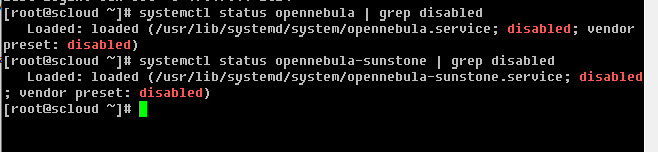 [root@scloud ~]# systemctl status opennebula | grep disabled
Loaded: loaded (/usr/lib/systemd/system/opennebula.service; disabled; vendor
preset: disabled)
[root@scloud ~]# systemctl status opennebula-sunstone | grep disabled
Loaded: loaded (/usr/lib/systemd/system/opennebula-sunstone.service; disabled
; vendor preset: disabled)
[root@scloud ~]#